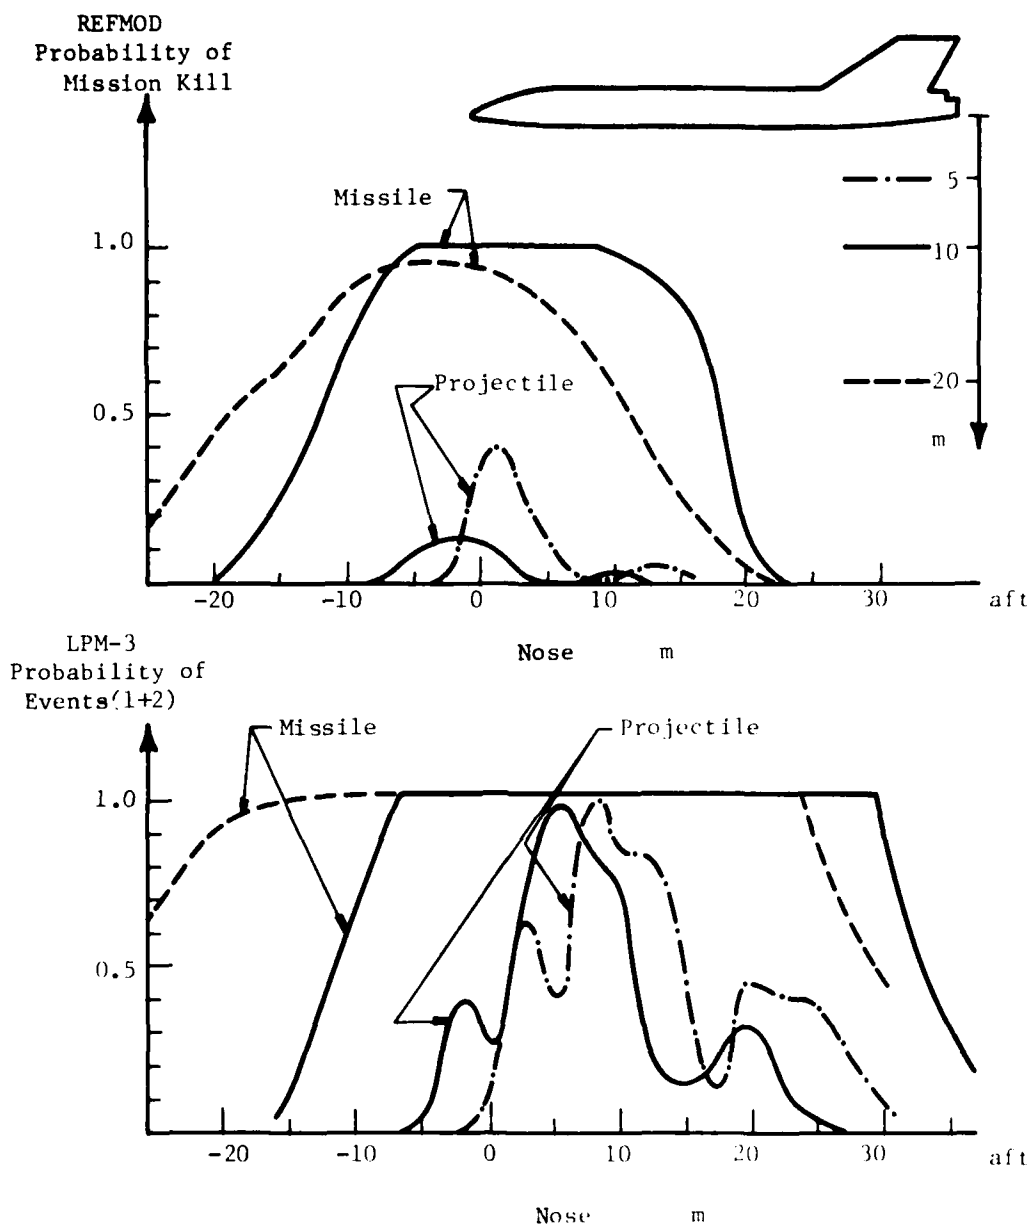 REFMOD
Probability of
Mission Kill
5
Missile
1.0
10
Projectile
20
0.5
m
-20
-10
0
10
20
30
aft
Nose
m
LPM-3
Probability of
Events(1+2)
Missile
Projectile
1.0
0.5
-20
-10
0
10
20
30
aft
Nose
m